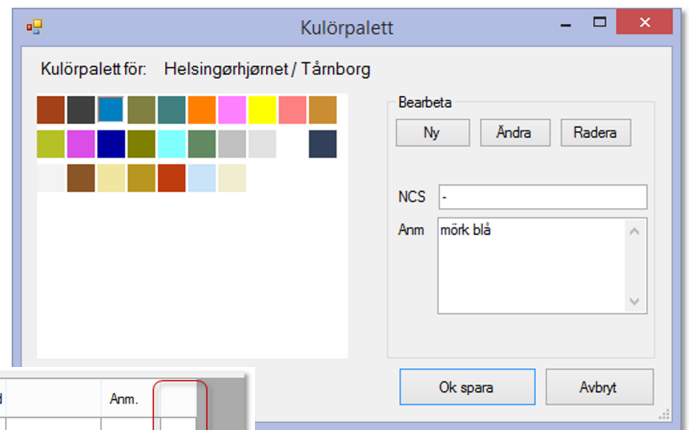 Kulörpalett
Kulörpalett för: Helsingørhjørnet / Tårnborg
Bearbeta
Ny Ändra Radera
NCS -
Anm mörk blå
Ok spara Avbryt
Anm.